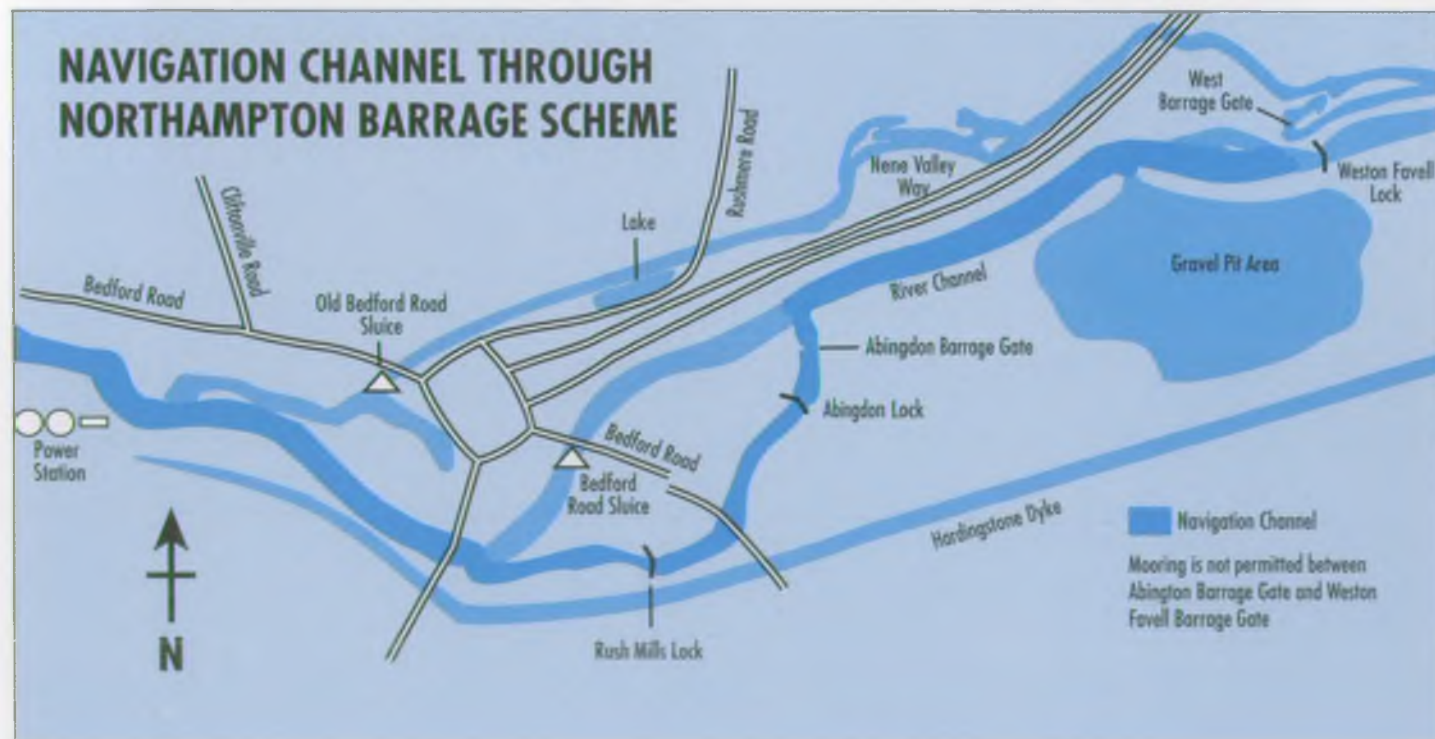 NAVIGATION CHANNEL THROUGH
NORTHAMPTON BARRAGE SCHEME
West
Barrage Gate
Rushmere Road
Nene Valley
Way
Weston Favell
Lock
Cliftonville Road
Lake
Gravel Pit Area
Bedford Road
River Channel
Old Bedford Road
Sluice
Abingdon Barrage Gate
Abingdon Lock
Power
Station
Bedford Road
Bedford
Road Sluice
Hardingstone Dyke
Navigation Channel
Mooring is not permitted between
Abington Barrage Gate and Weston
Favell Barrage Gate
N
Rush Mills Lock